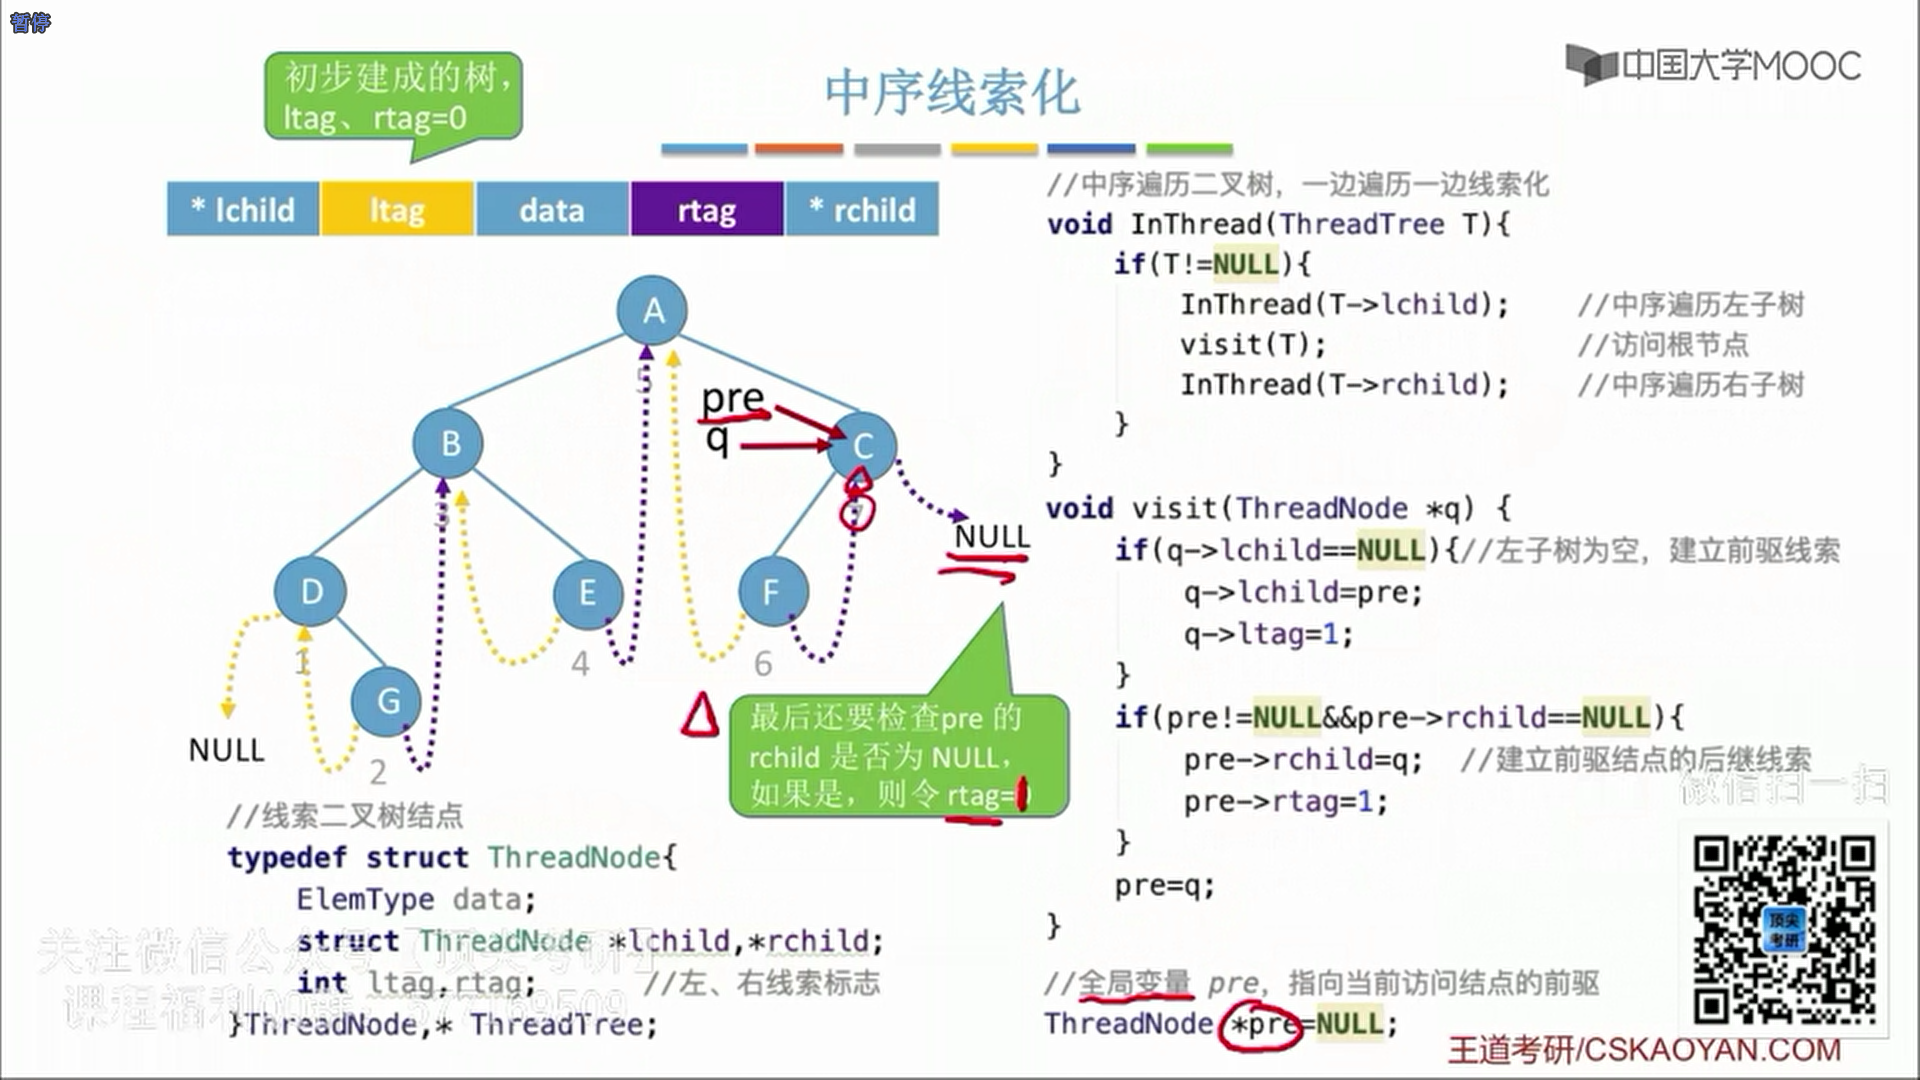 暂停
初步建成的树，
ltag、rtag=0
中序线索化
中国大学MOOC
* lchild ltag data rtag * rchild
A
5
pre
q
B
C
3
7
NULL
D
E
F
1
4
6
G
NULL
2
最后还要检查pre 的
rchild 是否为 NULL，
如果是，则令 rtag=1
//线索二叉树结点
typedef struct ThreadNode{
ElemType data;
struct ThreadNode *lchild,*rchild;
int ltag,rtag; //左、右线索标志
}ThreadNode,* ThreadTree;
//中序遍历二叉树，一边遍历一边线索化
void InThread(ThreadTree T){
if(T!=NULL){
InThread(T->lchild); //中序遍历左子树
visit(T); //访问根节点
InThread(T->rchild); //中序遍历右子树
}
}
void visit(ThreadNode *q) {
if(q->lchild==NULL){//左子树为空，建立前驱线索
q->lchild=pre;
q->ltag=1;
}
if(pre!=NULL&&pre->rchild==NULL){
pre->rchild=q; //建立前驱结点的后继线索
pre->rtag=1;
}
pre=q;
}
//全局变量 pre，指向当前访问结点的前驱
ThreadNode *pre=NULL;
微信扫一扫
顶尖
考研
关注微信公众号【顶尖考研】
课程福利QQ群：
王道考研/CSKAOYAN.COM